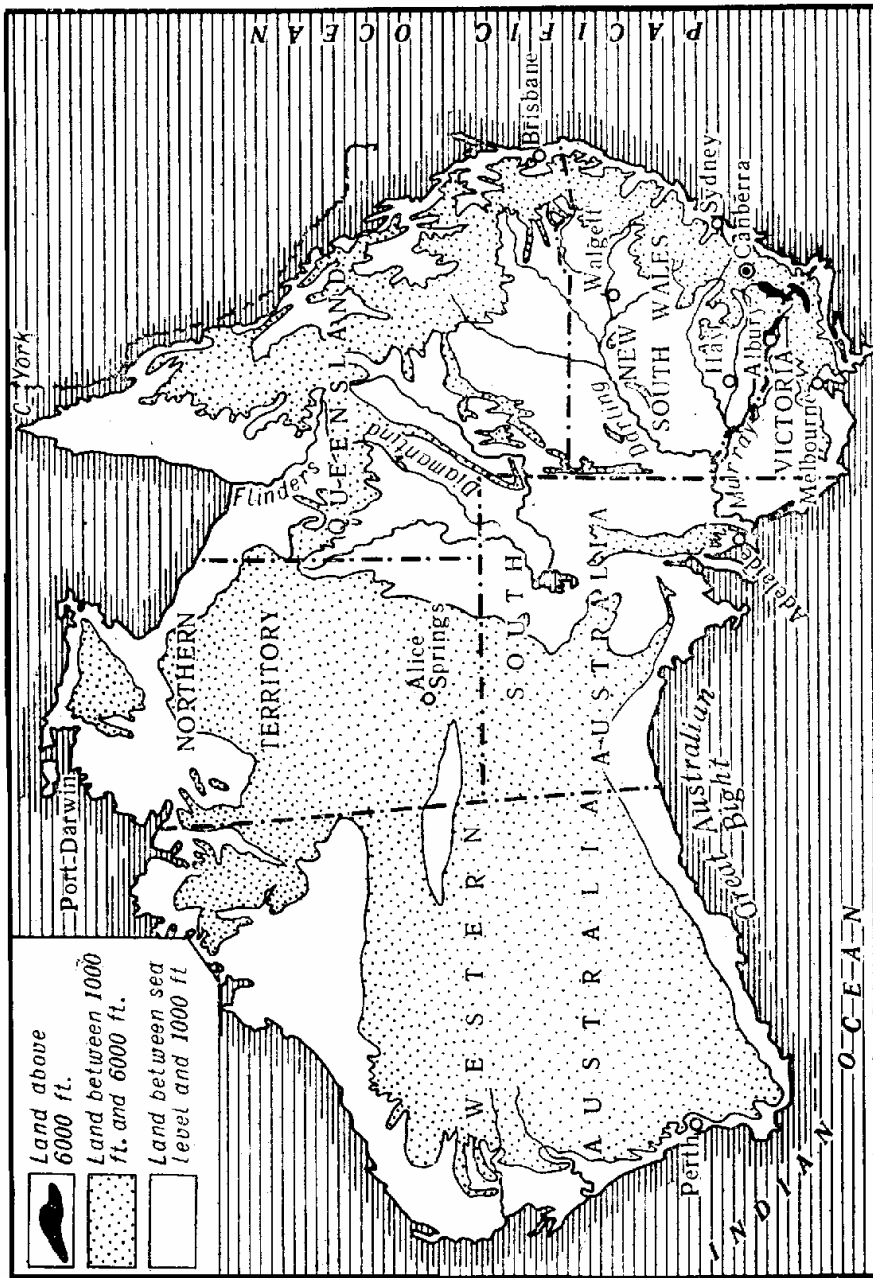 Land above
6000 ft.
Land between 1000
ft. and 6000 ft.
Land between sea
level and 1000 ft
Port Darwin
C. York
NORTHERN
TERRITORY
Flinders
QUEENSLAND
Diamantina
Alice
Springs
WESTERN
AUSTRALIA
SOUTH
AUSTRALIA
Brisbane
Walgett
Darling
NEW
SOUTH WALES
Sydney
Canberra
Hay
Albury
Murray
VICTORIA
Melbourne
Adelaide
Perth
Great Australian
Bight
INDIAN
OCEAN
PACIFIC OCEAN